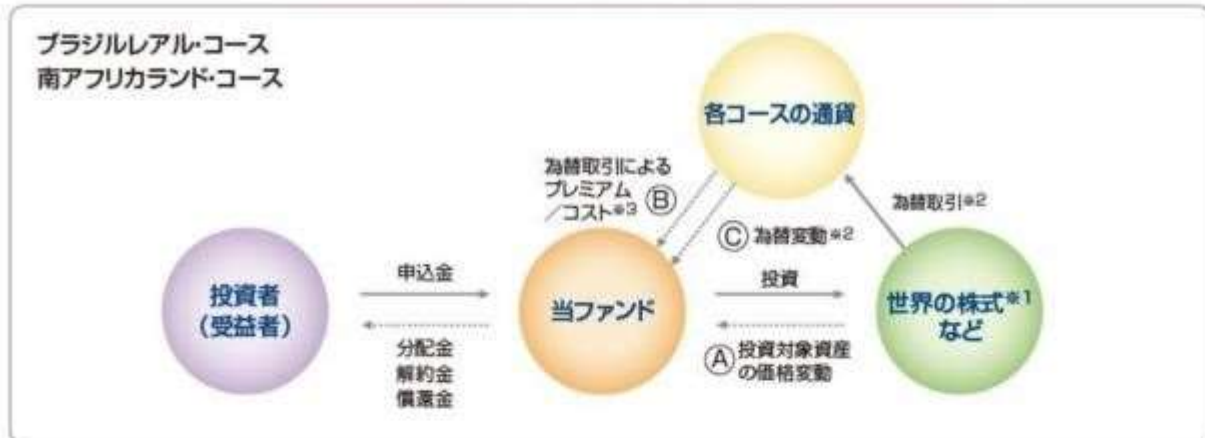 ブラジルレアル・コース
南アフリカランド・コース
各コースの通貨
為替取引による
プレミアム
／コスト※3 Ⓑ
為替取引※2
Ⓒ 為替変動※2
投資者
（受益者）
申込金
分配金
解約金
償還金
当ファンド
投資
Ⓐ 投資対象資産
の価格変動
世界の株式※1
など